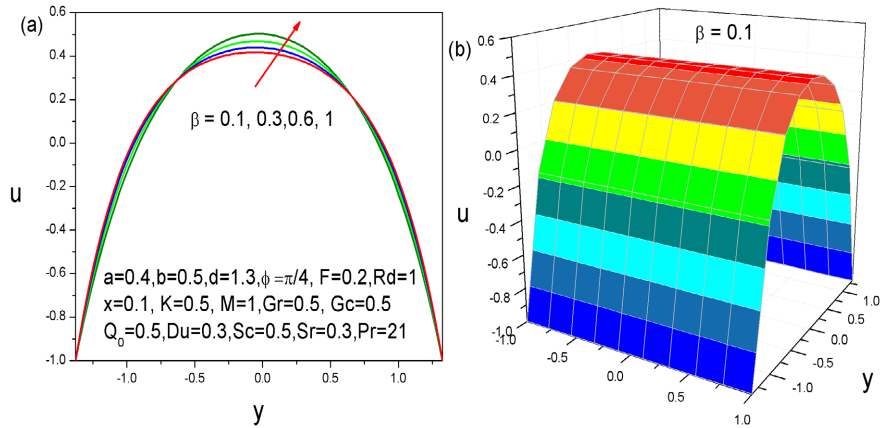 (a)
0.6
0.4
0.2
0.0
-0.2
-0.4
-0.6
-0.8
-1.0
u
β = 0.1, 0.3,0.6, 1
a=0.4,b=0.5,d=1.3,ϕ=π/4, F=0.2,Rd=1
x=0.1, K=0.5, M=1,Gr=0.5, Gc=0.5
Q₀=0.5,Du=0.3,Sc=0.5,Sr=0.3,Pr=21
-1.0 -0.5 0.0 0.5 1.0
y
(b)
β = 0.1
0.6
0.4
0.2
0.0
-0.2
-0.4
-0.6
-0.8
-1.0
u
-1.0 -0.5 0.0 0.5 1.0
-1.0 -0.5 0.0 0.5 1.0
y